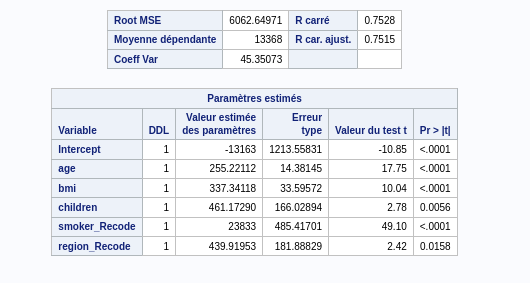 Root MSE 6062.64971 R carré 0.7528
Moyenne dépendante 13368 R car. ajust. 0.7515
Coeff Var 45.35073
Paramètres estimés
Variable DDL Valeur estimée des paramètres Erreur type Valeur du test t Pr > |t|
Intercept 1 -13163 1213.55831 -10.85 <.0001
age 1 255.22112 14.38145 17.75 <.0001
bmi 1 337.34118 33.59572 10.04 <.0001
children 1 461.17290 166.02894 2.78 0.0056
smoker_Recode 1 23833 485.41701 49.10 <.0001
region_Recode 1 439.91953 181.88829 2.42 0.0158